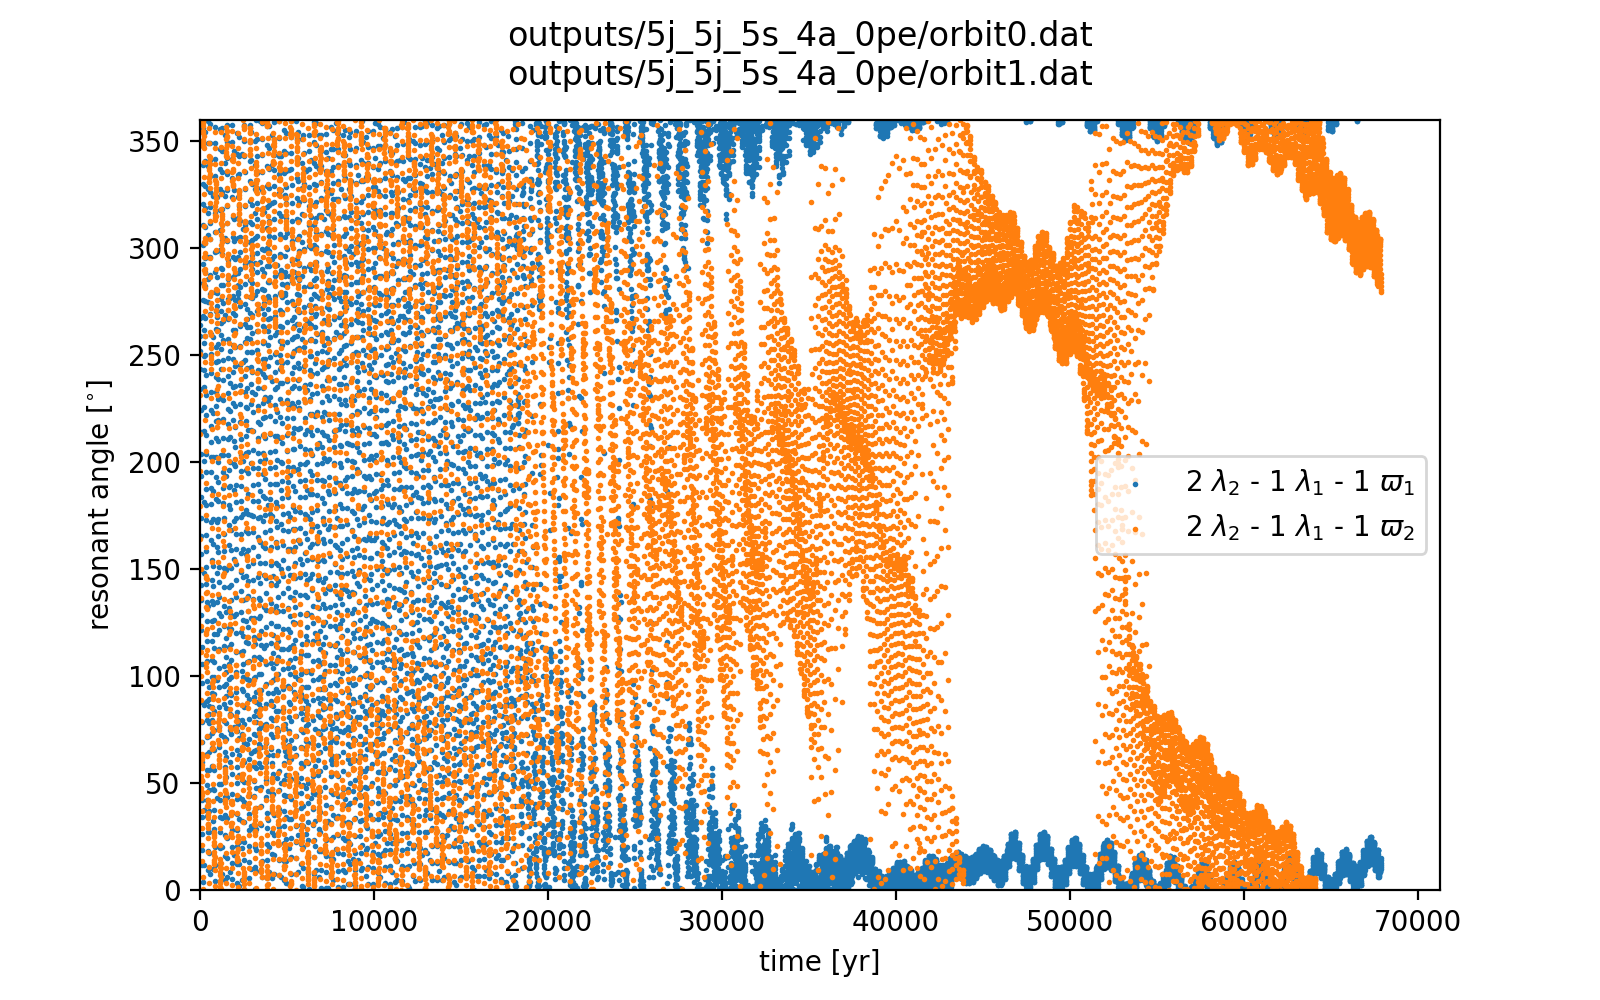 outputs/5j_5j_5s_4a_0pe/orbit0.dat
outputs/5j_5j_5s_4a_0pe/orbit1.dat
350
300
250
200
150
100
50
0
resonant angle [°]
2 λ₂ - 1 λ₁ - 1 ϖ₁
2 λ₂ - 1 λ₁ - 1 ϖ₂
0 10000 20000 30000 40000 50000 60000 70000
time [yr]